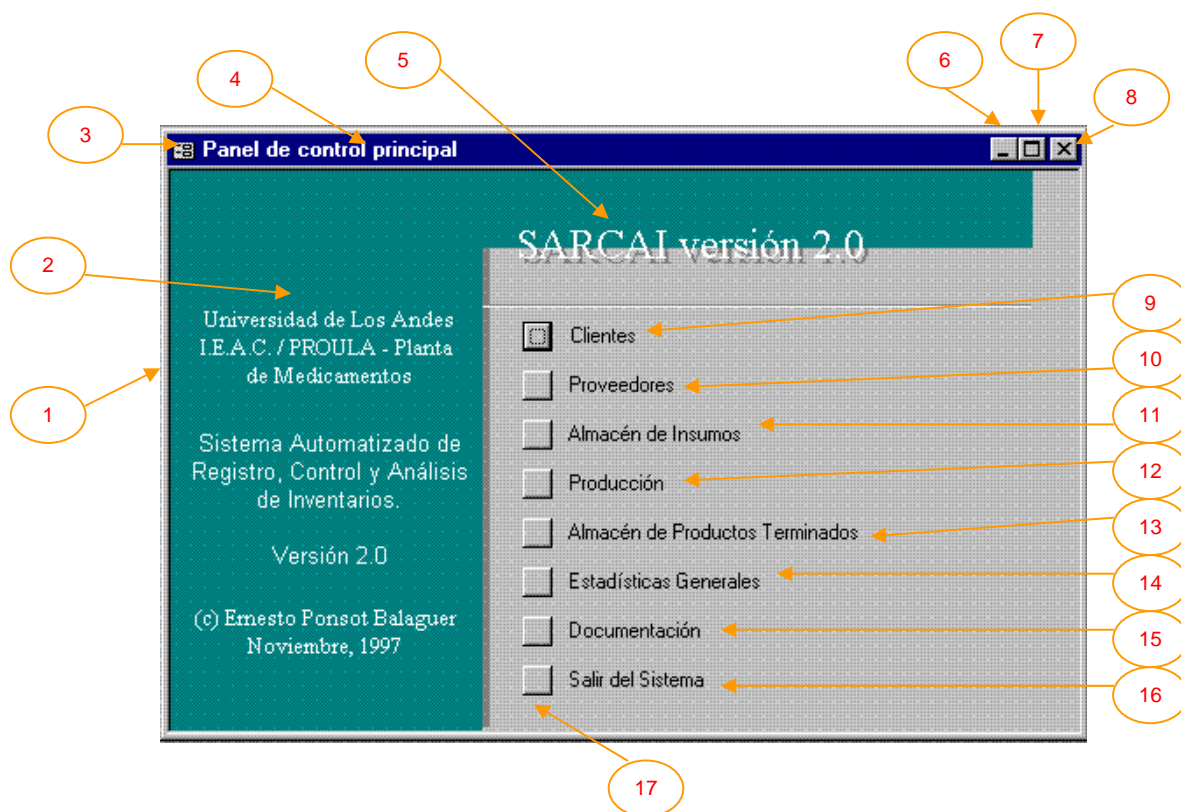 5
6
7
8
4
3
Panel de control principal
SARCAI versión 2.0
2
Universidad de Los Andes
I.E.A.C. / PROULA - Planta
de Medicamentos
1
Sistema Automatizado de
Registro, Control y Análisis
de Inventarios.
Versión 2.0
(c) Ernesto Ponsot Balaguer
Noviembre, 1997
Clientes
9
Proveedores
10
Almacén de Insumos
11
Producción
12
Almacén de Productos Terminados
13
Estadísticas Generales
14
Documentación
15
Salir del Sistema
16
17